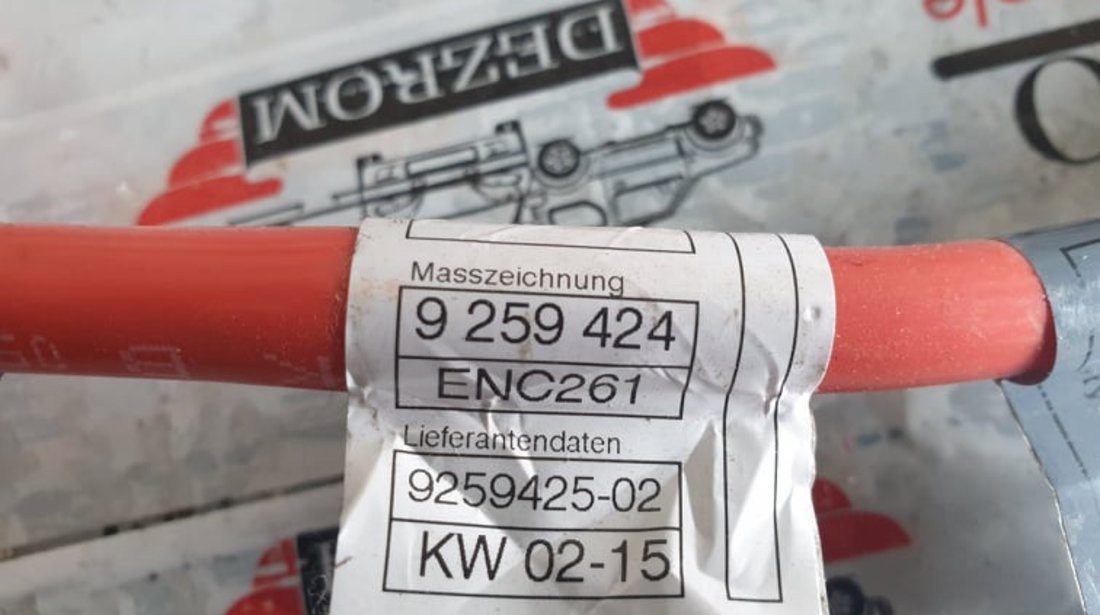 DEZROM
Masszeichnung
9 259 424
ENC261
Lieferantendaten
9259425-02
KW 02-15